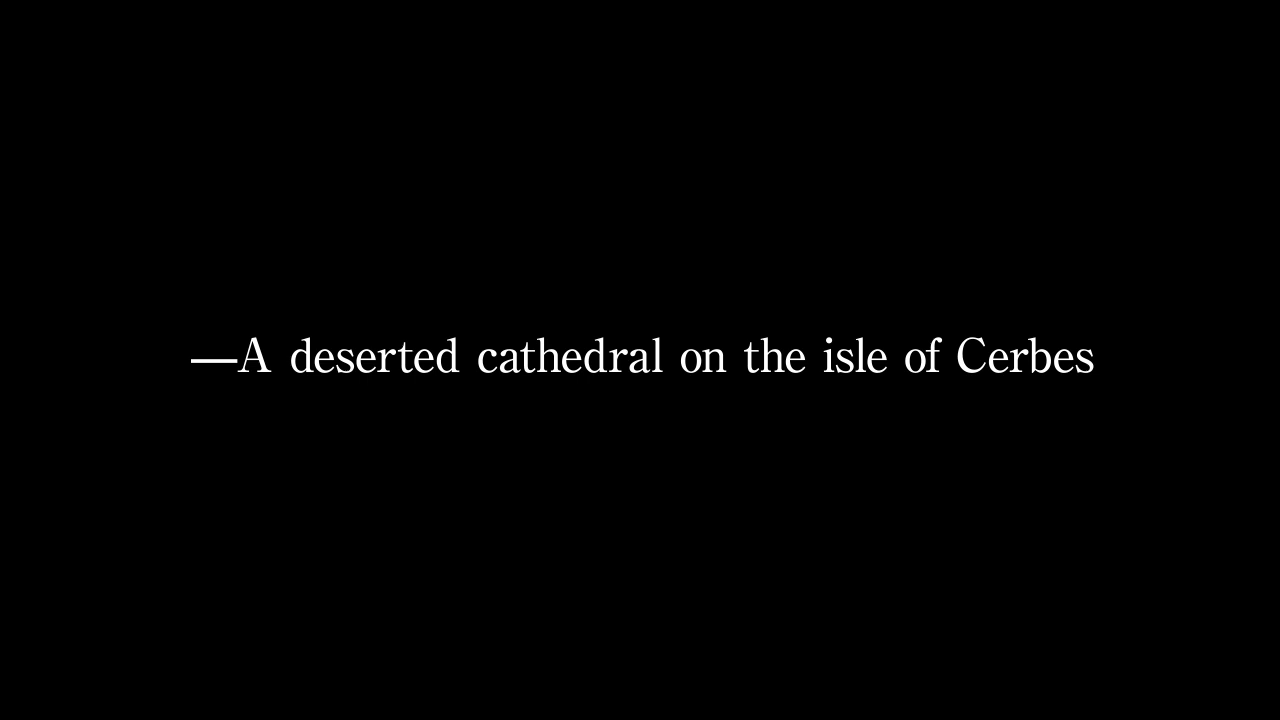 —A deserted cathedral on the isle of Cerbes